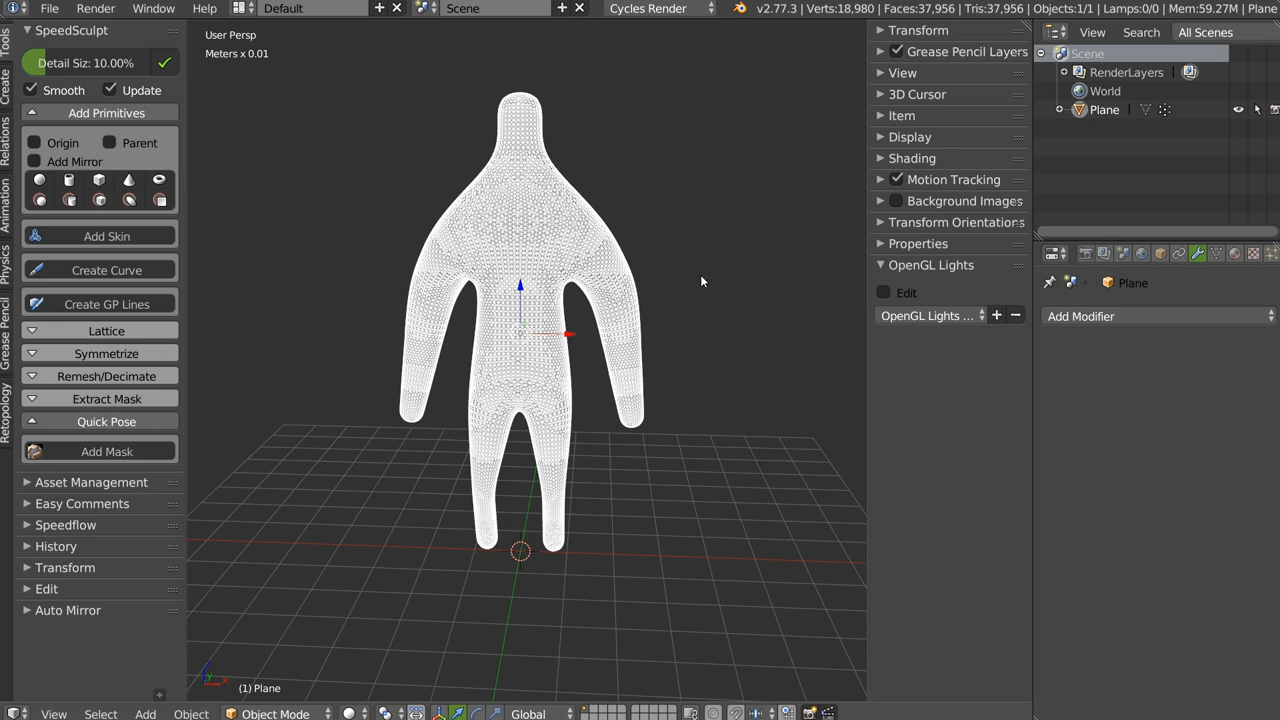 File Render Window Help Default Scene Cycles Render v2.77.3 | Verts:18,980 | Faces:37,956 | Tris:37,956 | Objects:1/1 | Lamps:0/0 | Mem:59.27M | Plane
Tools
Create
Relations
Animation
Physics
Grease Pencil
Retopology
SpeedSculpt
Detail Siz: 10.00%
Smooth Update
Add Primitives
Origin Parent
Add Mirror
Add Skin
Create Curve
Create GP Lines
Lattice
Symmetrize
Remesh/Decimate
Extract Mask
Quick Pose
Add Mask
Asset Management
Easy Comments
Speedflow
History
Transform
Edit
Auto Mirror
User Persp
Meters x 0.01
(1) Plane
Transform
Grease Pencil Layers
View
3D Cursor
Item
Display
Shading
Motion Tracking
Background Images
Transform Orientations
Properties
OpenGL Lights
Edit
OpenGL Lights ...
View Search All Scenes
Scene
RenderLayers
World
Plane
Plane
Add Modifier
View Select Add Object Object Mode Global